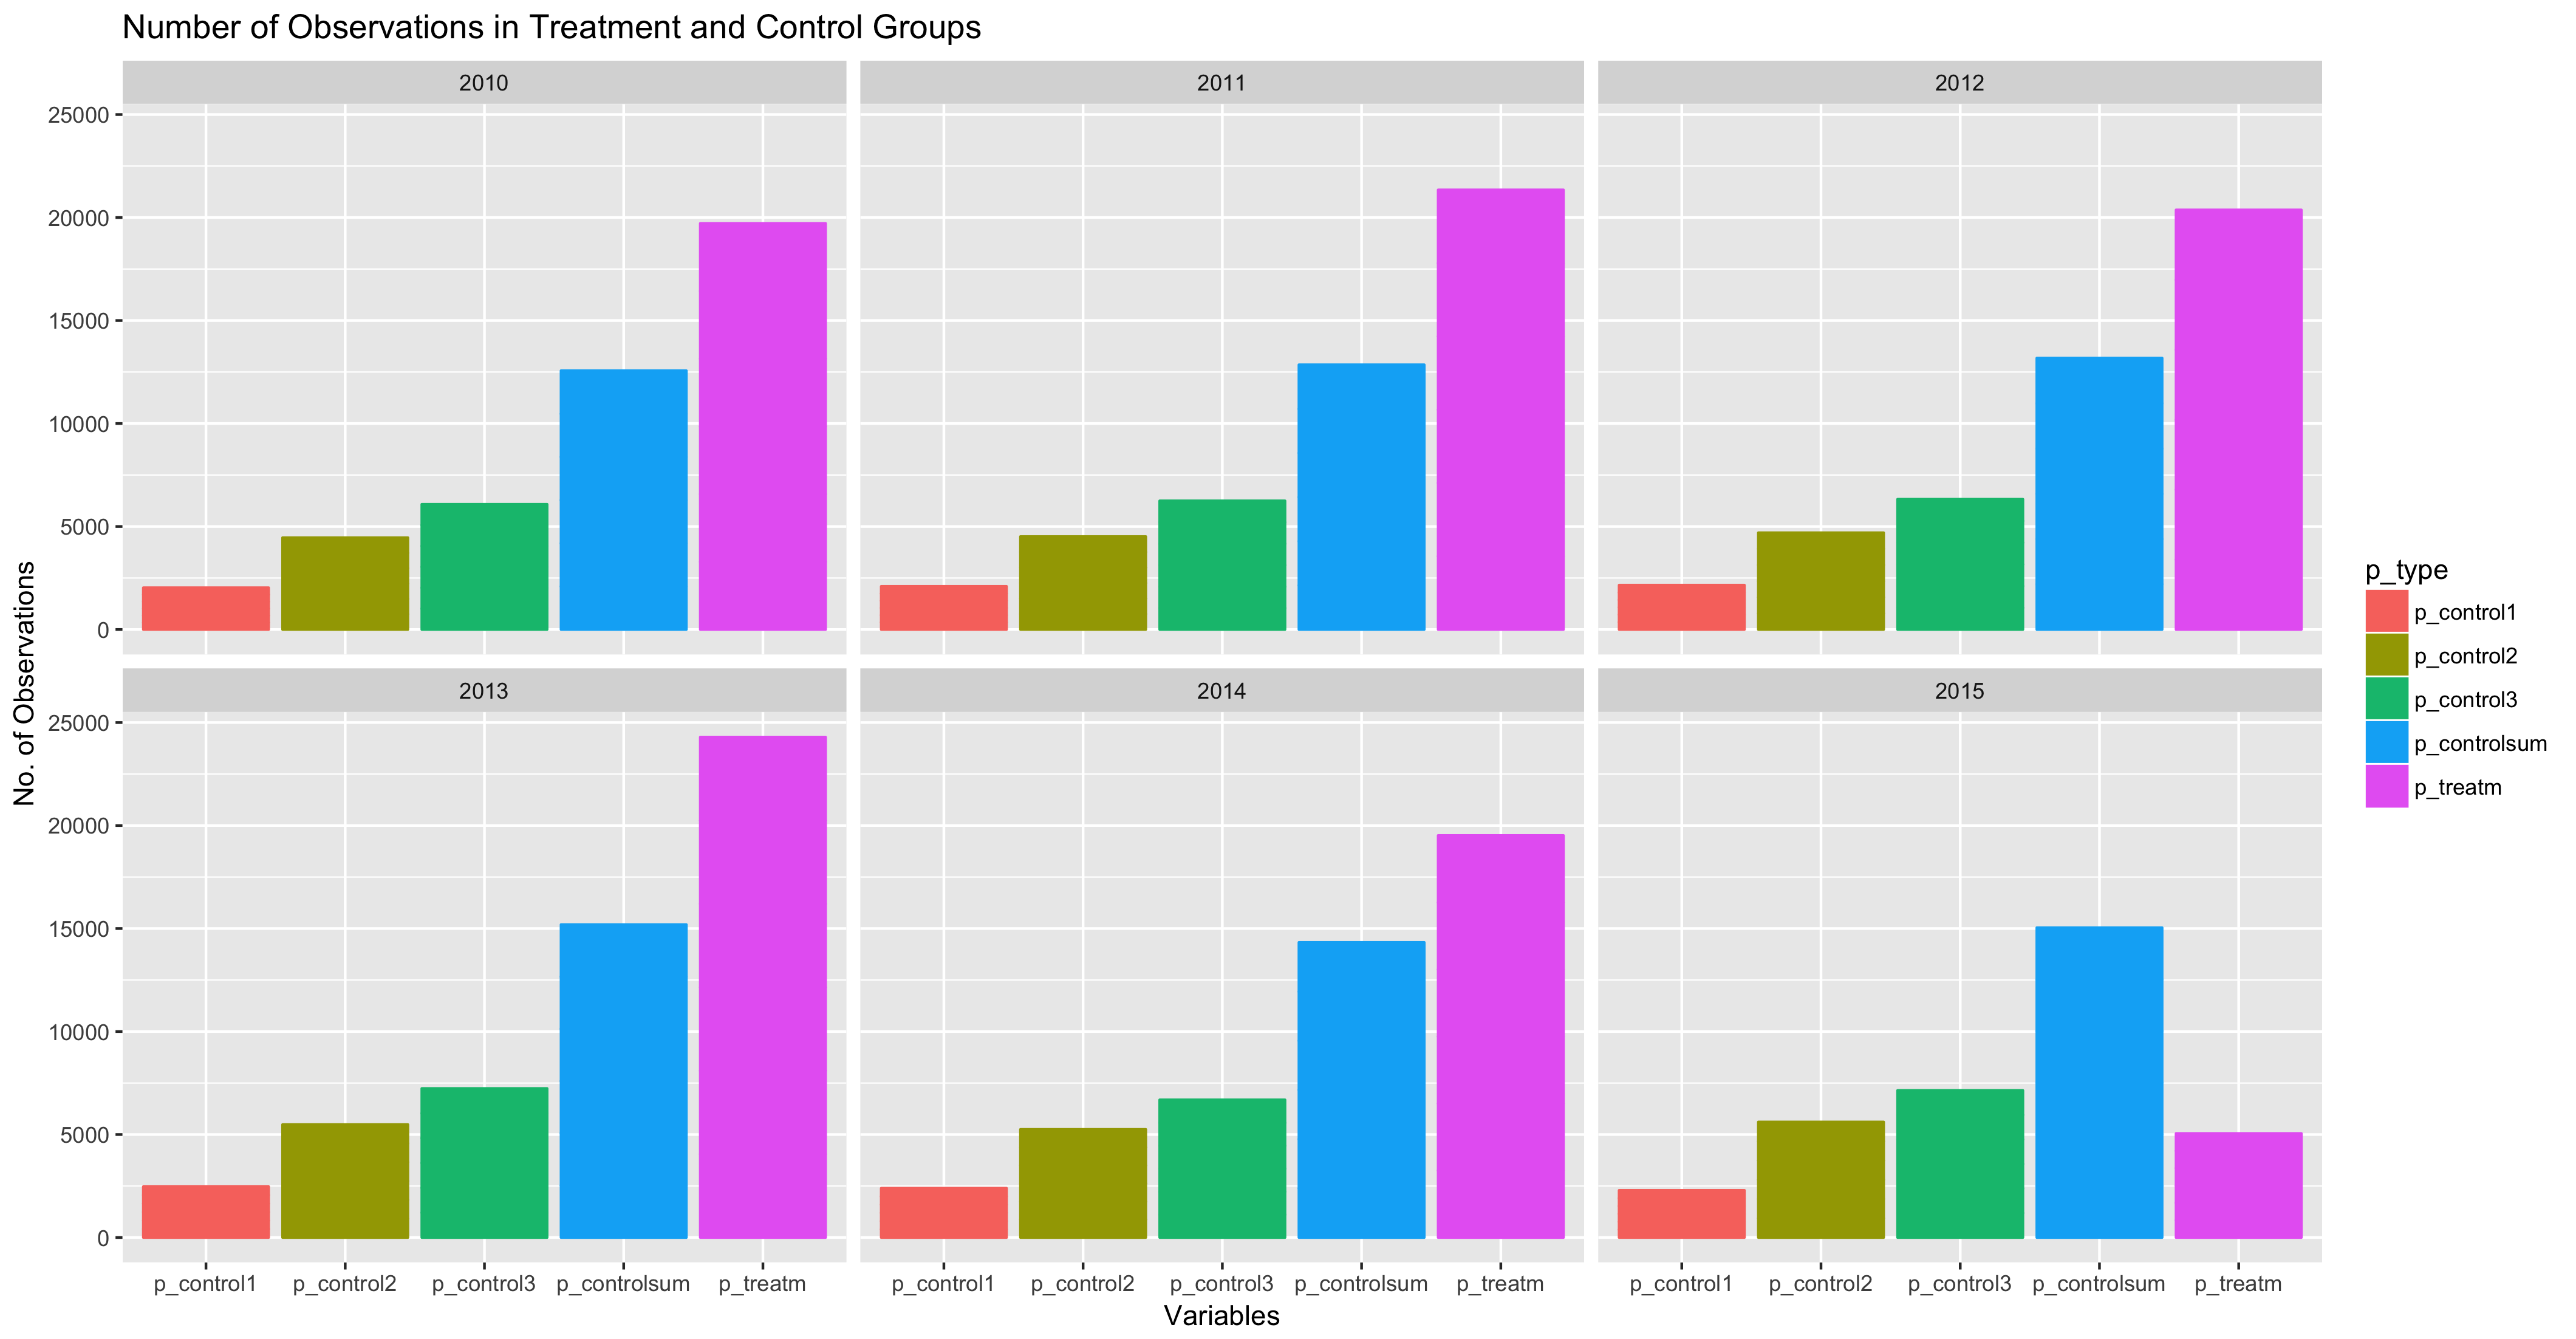 Number of Observations in Treatment and Control Groups
2010 2011 2012
25000
20000
15000
10000
5000
0
2013 2014 2015
25000
20000
15000
10000
5000
0
No. of Observations
p_control1 p_control2 p_control3 p_controlsum p_treatm p_control1 p_control2 p_control3 p_controlsum p_treatm p_control1 p_control2 p_control3 p_controlsum p_treatm
Variables
p_type
p_control1
p_control2
p_control3
p_controlsum
p_treatm